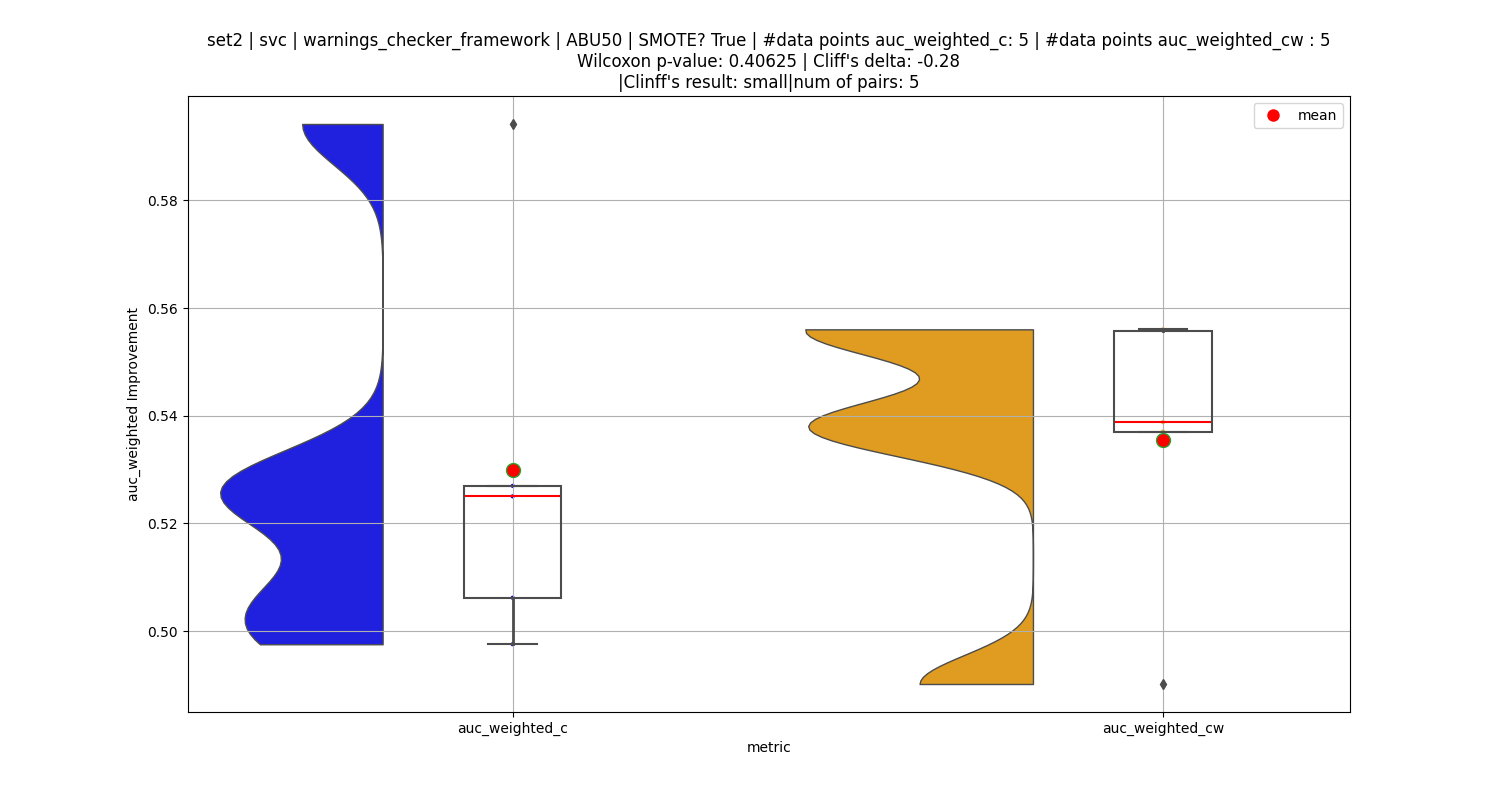 set2 | svc | warnings_checker_framework | ABU50 | SMOTE? True | #data points auc_weighted_c: 5 | #data points auc_weighted_cw : 5
Wilcoxon p-value: 0.40625 | Cliff's delta: -0.28
|Clinff's result: small|num of pairs: 5
mean
0.58
0.56
0.54
0.52
0.50
auc_weighted Improvement
auc_weighted_c
auc_weighted_cw
metric